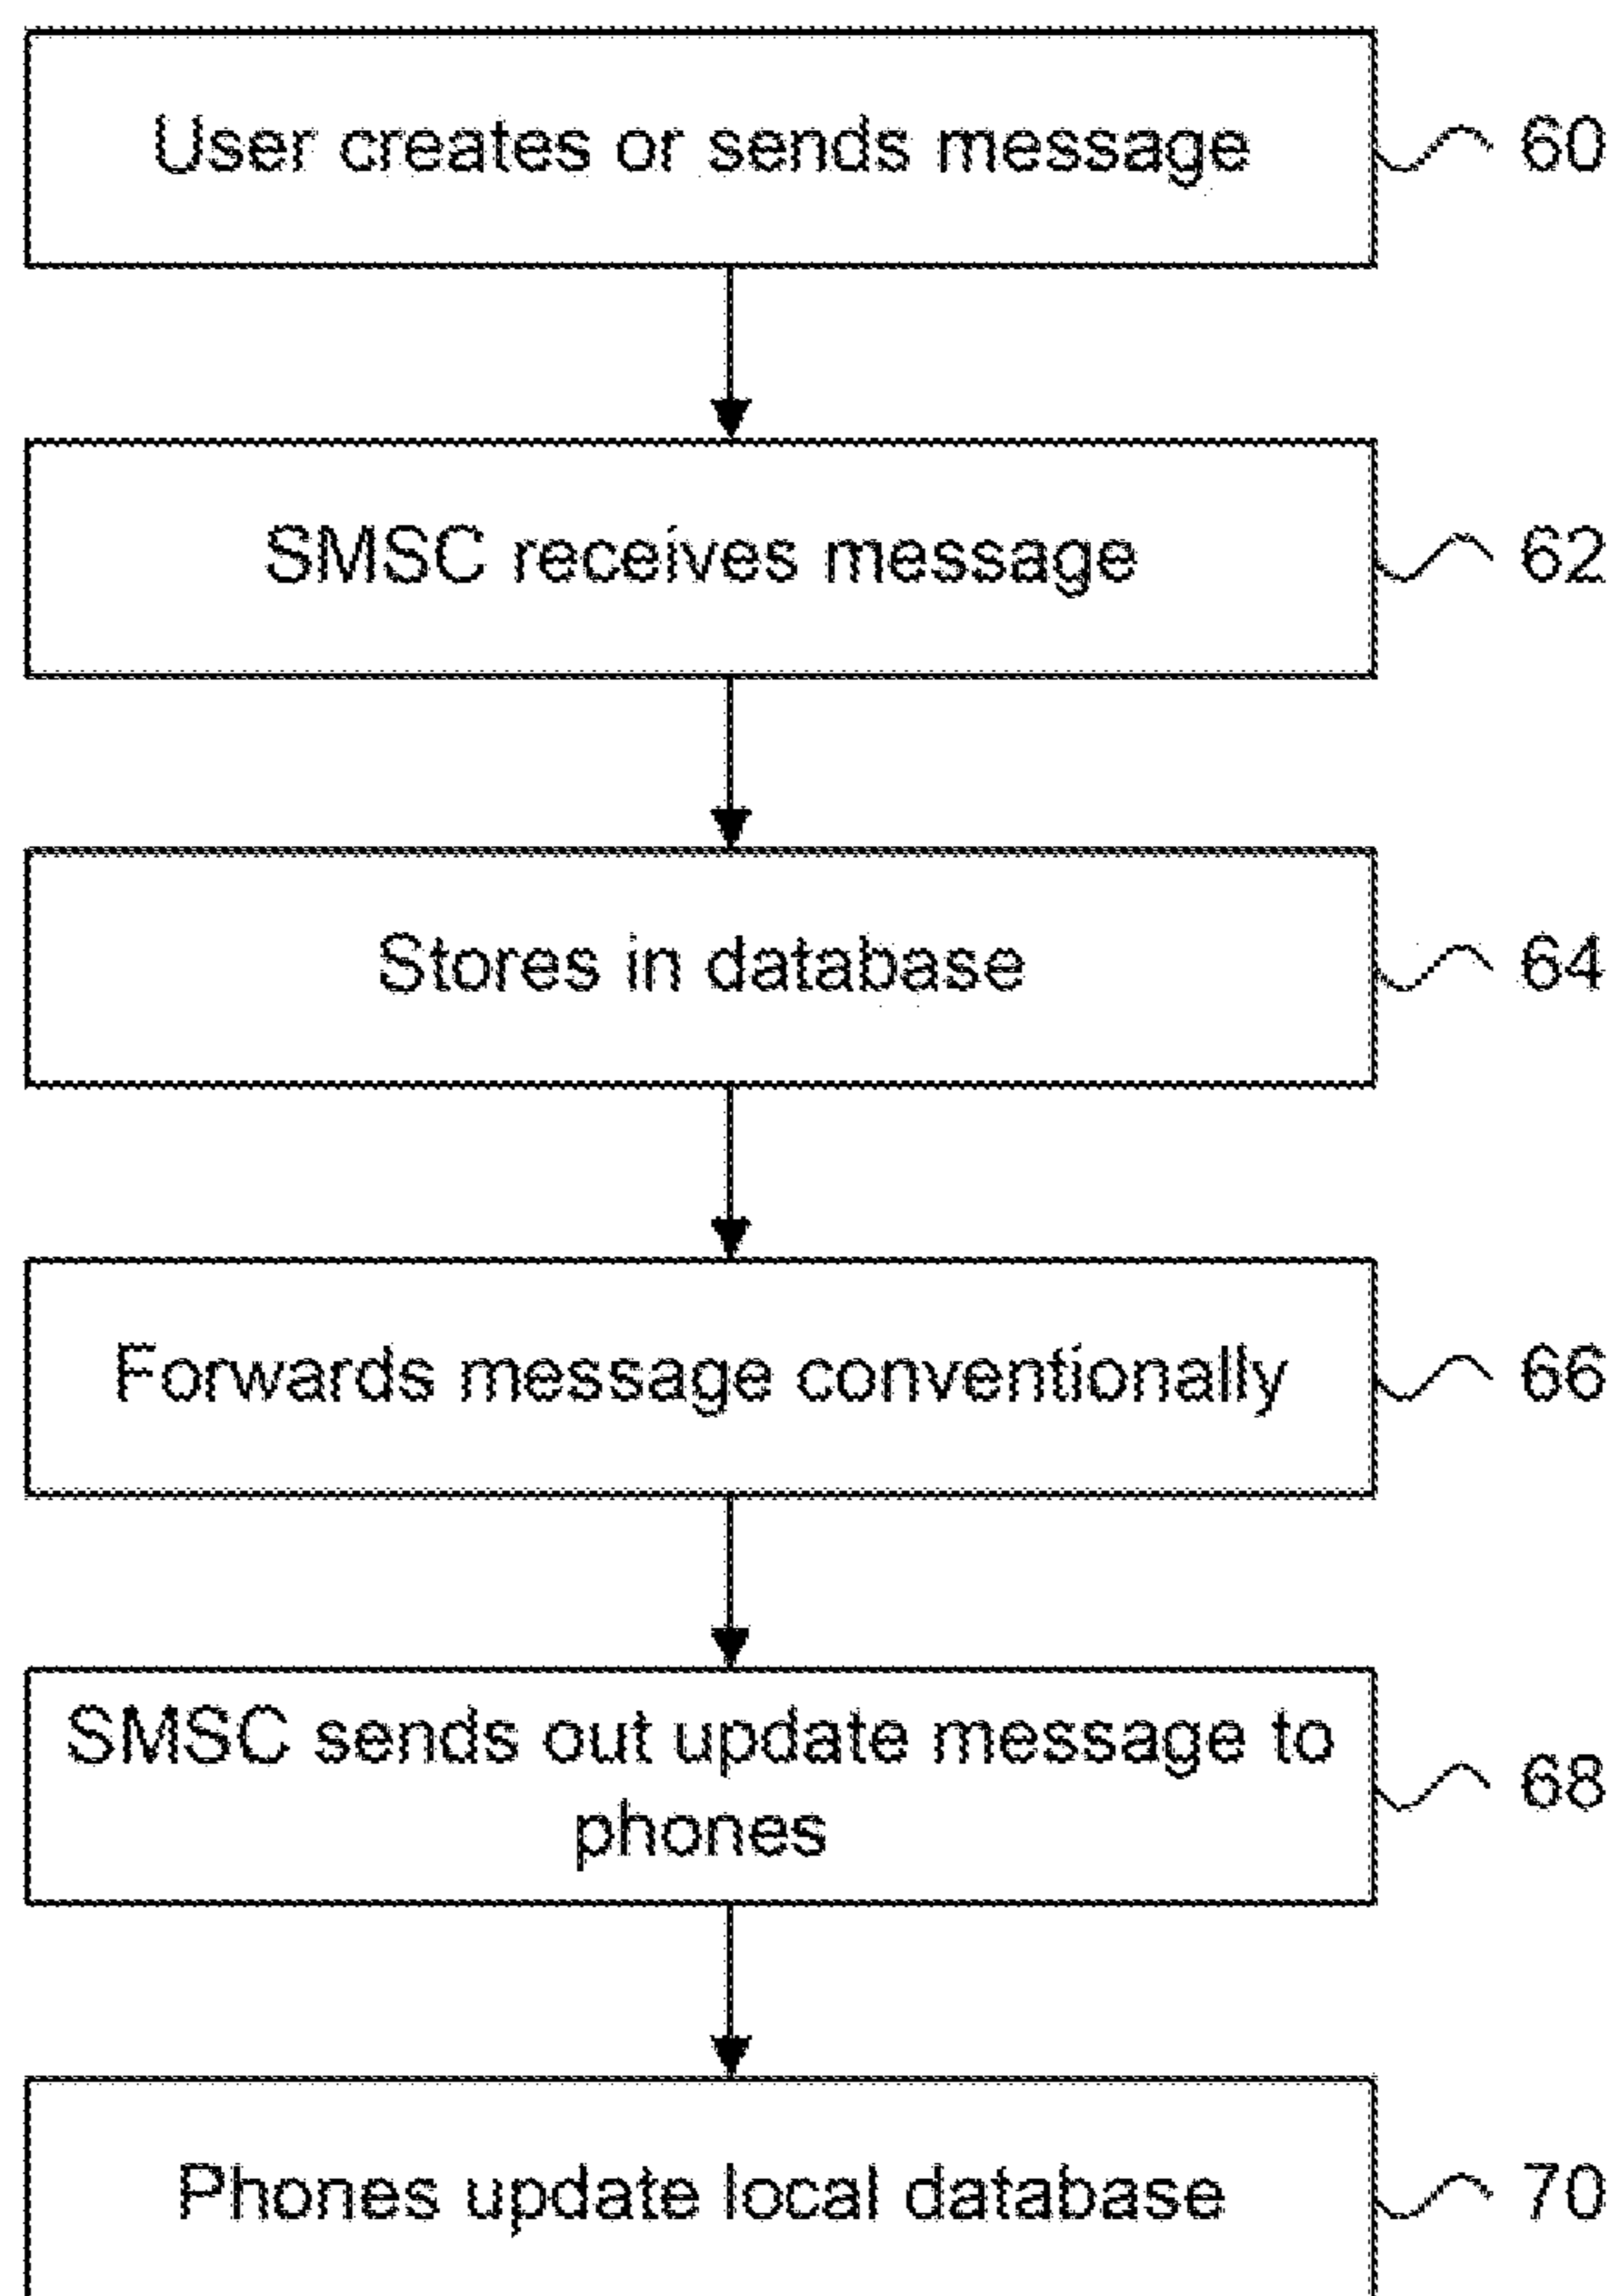 User creates or sends message 60
SMSC receives message 62
Stores in database 64
Forwards message conventionally 66
SMSC sends out update message to
phones 68
Phones update local database 70